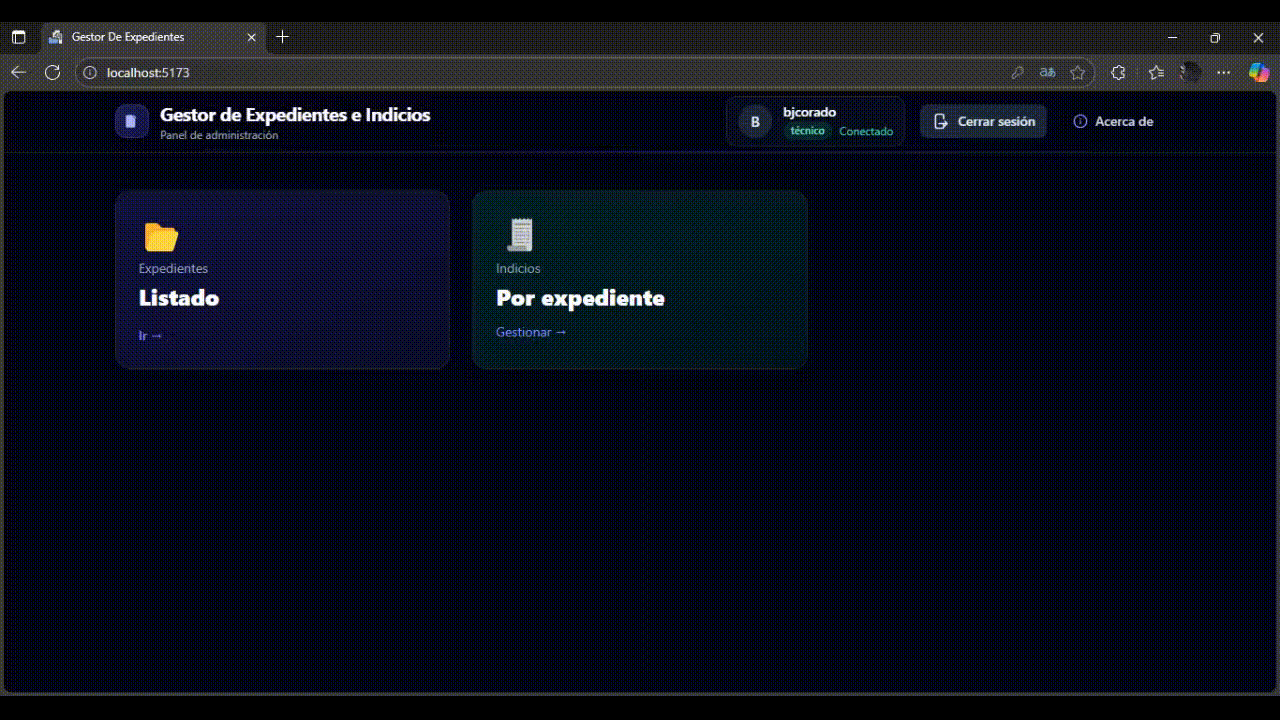 Gestor De Expedientes
localhost:5173
Gestor de Expedientes e Indicios
Panel de administración
B
bjcorado
técnico Conectado
Cerrar sesión
Acerca de
Expedientes
Listado
Ir →
Indicios
Por expediente
Gestionar →